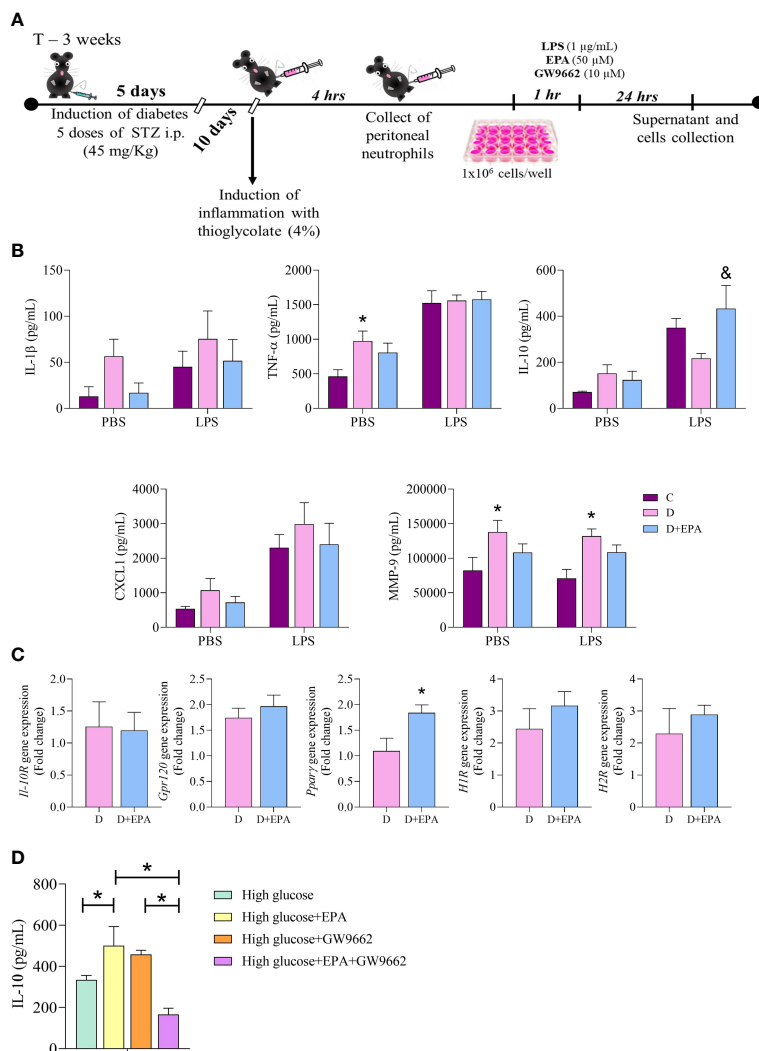 A
T – 3 weeks
5 days
Induction of diabetes
5 doses of STZ i.p.
(45 mg/Kg)
10 days
Induction of
inflammation with
thioglycolate (4%)
4 hrs
Collect of
peritoneal
neutrophils
LPS (1 µg/mL)
EPA (50 µM)
GW9662 (10 µM)
1 hr
24 hrs
1x10⁶ cells/well
Supernatant and
cells collection
B
IL-1β (pg/mL)
150
100
50
0
PBS LPS
TNF-α (pg/mL)
2000
1500
1000
500
0
*
PBS LPS
IL-10 (pg/mL)
600
400
200
0
&
PBS LPS
CXCL1 (pg/mL)
4000
3000
2000
1000
0
PBS LPS
MMP-9 (pg/mL)
200000
150000
100000
50000
0
* *
PBS LPS
C
D
D+EPA
C
Il-10R gene expression
(Fold change)
2.0
1.5
1.0
0.5
0.0
D D+EPA
Gpr120 gene expression
(Fold change)
2.5
2.0
1.5
1.0
0.5
0.0
D D+EPA
Pparγ gene expression
(Fold change)
2.5
2.0
1.5
1.0
0.5
0.0
*
D D+EPA
H1R gene expression
(Fold change)
4
3
2
1
0
D D+EPA
H2R gene expression
(Fold change)
4
3
2
1
0
D D+EPA
D
IL-10 (pg/mL)
800
600
400
200
0
*
* *
High glucose
High glucose+EPA
High glucose+GW9662
High glucose+EPA+GW9662